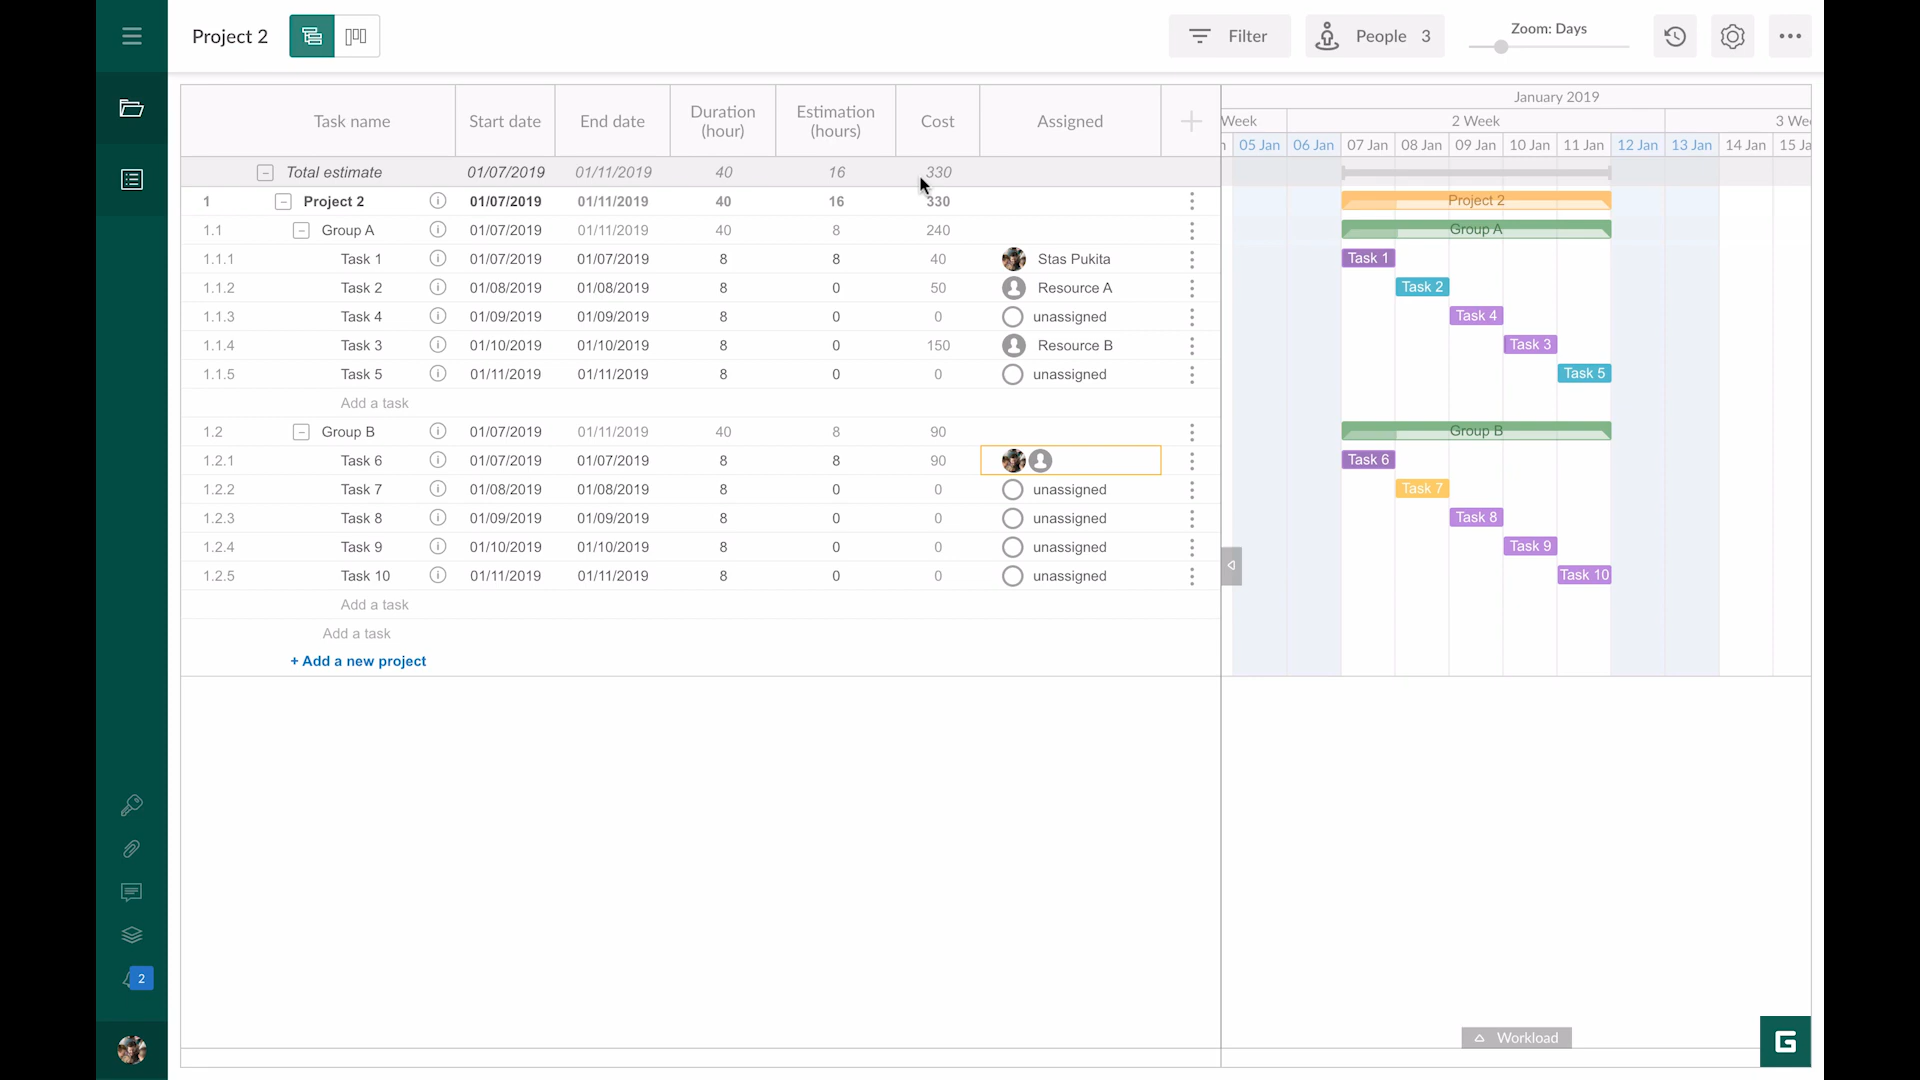 Project 2
Filter
People 3
Zoom: Days
Task name Start date End date Duration (hour) Estimation (hours) Cost Assigned
January 2019
Week 2 Week 3 We
05 Jan 06 Jan 07 Jan 08 Jan 09 Jan 10 Jan 11 Jan 12 Jan 13 Jan 14 Jan 15 Ja
Total estimate 01/07/2019 01/11/2019 40 16 330
1 Project 2 01/07/2019 01/11/2019 40 16 330 Project 2
1.1 Group A 01/07/2019 01/11/2019 40 8 240 Group A
1.1.1 Task 1 01/07/2019 01/07/2019 8 8 40 Stas Pukita Task 1
1.1.2 Task 2 01/08/2019 01/08/2019 8 0 50 Resource A Task 2
1.1.3 Task 4 01/09/2019 01/09/2019 8 0 0 unassigned Task 4
1.1.4 Task 3 01/10/2019 01/10/2019 8 0 150 Resource B Task 3
1.1.5 Task 5 01/11/2019 01/11/2019 8 0 0 unassigned Task 5
Add a task
1.2 Group B 01/07/2019 01/11/2019 40 8 90 Group B
1.2.1 Task 6 01/07/2019 01/07/2019 8 8 90 Task 6
1.2.2 Task 7 01/08/2019 01/08/2019 8 0 0 unassigned Task 7
1.2.3 Task 8 01/09/2019 01/09/2019 8 0 0 unassigned Task 8
1.2.4 Task 9 01/10/2019 01/10/2019 8 0 0 unassigned Task 9
1.2.5 Task 10 01/11/2019 01/11/2019 8 0 0 unassigned Task 10
Add a task
Add a task
+ Add a new project
2
Workload
G